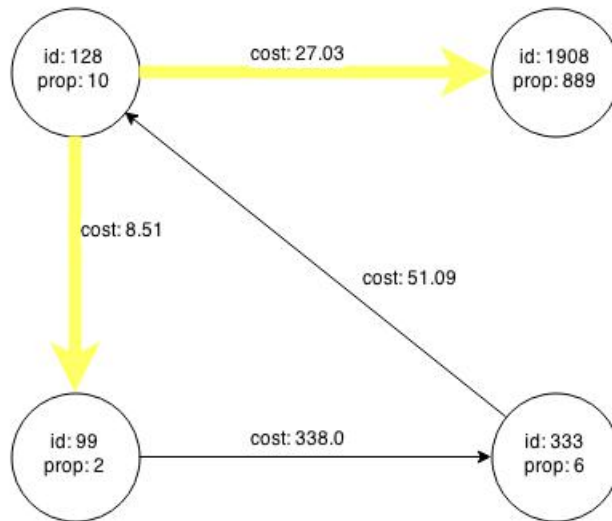 id: 128
prop: 10
cost: 27.03
id: 1908
prop: 889
cost: 8.51
cost: 51.09
id: 99
prop: 2
cost: 338.0
id: 333
prop: 6